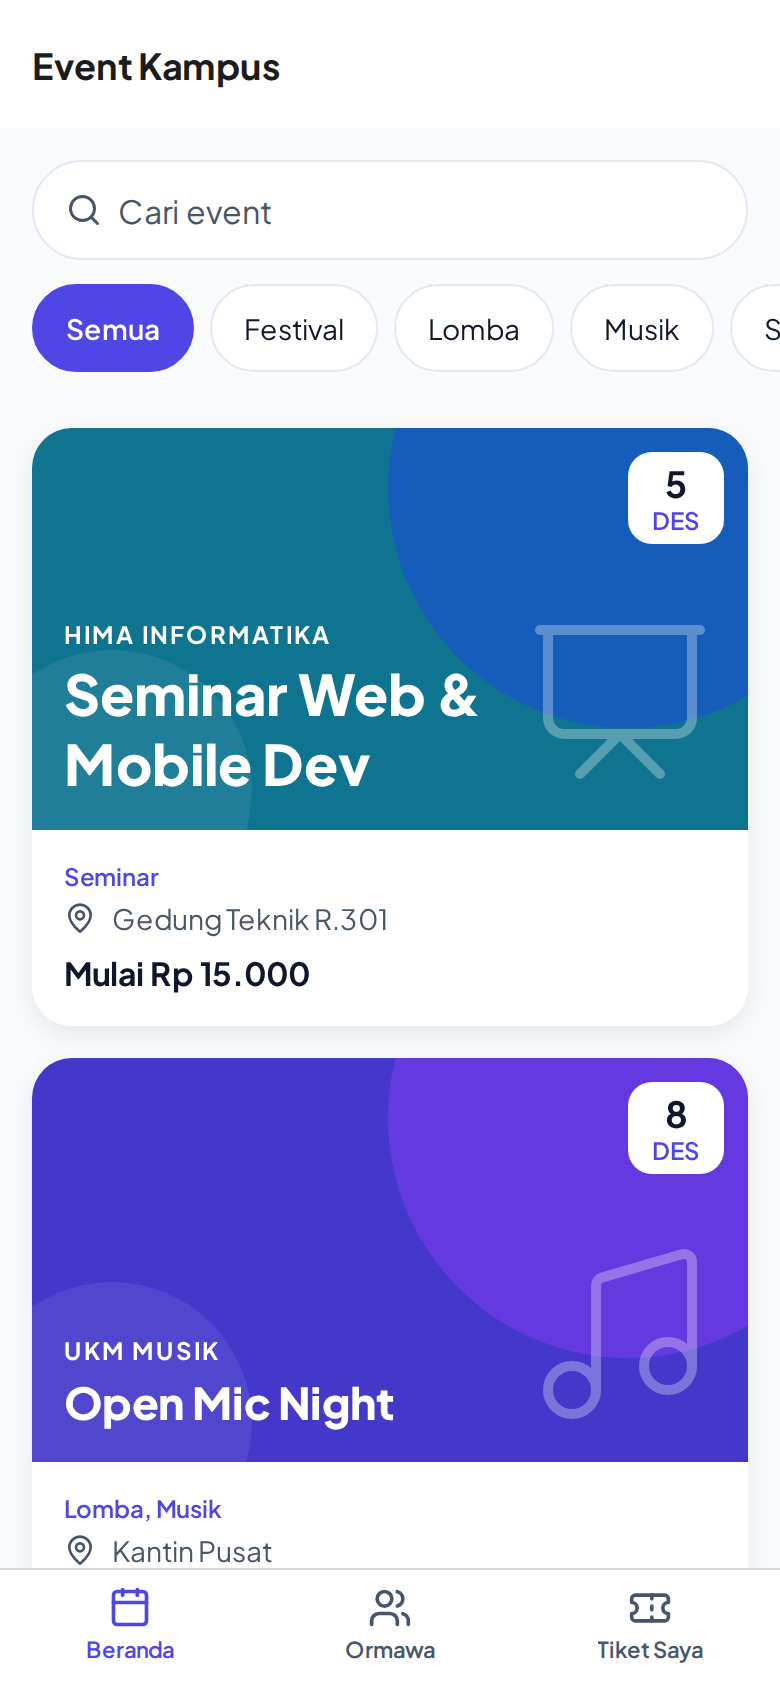 Event Kampus
Cari event
Semua
Festival
Lomba
Musik
5
DES
HIMA INFORMATIKA
Seminar Web &
Mobile Dev
Seminar
Gedung Teknik R.301
Mulai Rp 15.000
8
DES
UKM MUSIK
Open Mic Night
Lomba, Musik
Kantin Pusat
Beranda
Ormawa
Tiket Saya